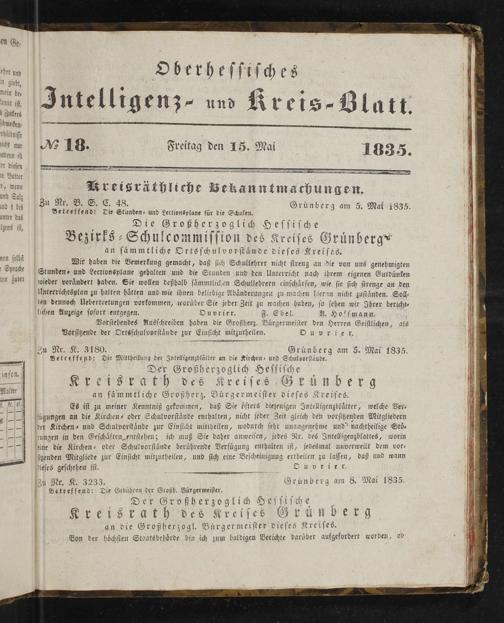 Oberhessisches
Intelligenz- und Kreis-Blatt.
№ 18. Freitag den 15. Mai 1835.
Kreisräthliche Bekanntmachungen.
Zu Nr. B. S. C. 48. Grünberg am 5. Mai 1835.
Betreffend: Die Stunden- und Lectionsplane für die Schulen.
Die Großherzoglich Hessische
Bezirks-Schulcommission des Kreises Grünberg
an sämmtliche Ortsschulvorstände dieses Kreises.
Wir haben die Bemerkung gemacht, daß sich Schullehrer nicht streng an die von uns genehmigten
Stunden- und Lectionsplane gehalten und die Stunden und den Unterricht nach ihrem eigenen Gutdünken
wieder verändert haben. Sie wollen deßhalb sämmtlichen Schullehrern einschärfen, wie sie sich strenge an den
Unterrichtsplan zu halten hätten und wie ihnen beliebige Abänderungen zu machen hierin nicht zuständen. Soll-
ten dennoch Uebertretungen vorkommen, worüber Sie jeder Zeit zu wachen haben, so sehen wir Ihrer bericht-
lichen Anzeige sofort entgegen. Ouvrier. F. Ebel. A. Hoffmann.
Vorstehendes Ausschreiben haben die Großherz. Bürgermeister den Herren Geistlichen, als
Vorsitzende der Ortsschulvorstände zur Einsicht mitzutheilen. Ouvrier.
Zu Nr. K. 3180. Grünberg am 5. Mai 1835.
Betreffend: Die Mittheilung der Intelligenzblätter an die Kirchen- und Schulvorstände.
Der Großherzoglich Hessische
Kreisrath des Kreises Grünberg
an sämmtliche Großherz. Bürgermeister dieses Kreises.
Es ist zu meiner Kenntniß gekommen, daß Sie öfters diejenigen Intelligenzblätter, welche Ver-
fügungen an die Kirchen- oder Schulvorstände enthalten, nicht jeder Zeit gleich den vorsitzenden Mitgliedern
der Kirchen- und Schulvorstände zur Einsicht mittheilen, wodurch sehr unangenehme und nachtheilige Stö-
rungen in den Geschäften entstehen; ich muß Sie daher anweisen, jedes Nr. des Intelligenzblattes, worin
eine die Kirchen- oder Schulvorstände berührende Verfügung enthalten ist, jedesmal unverweilt dem vor-
sitzenden Mitgliede zur Einsicht mitzutheilen, und sich eine Bescheinigung ertheilen zu lassen, daß und wann
dieses geschehen ist. Ouvrier.
Zu Nr. K. 3233. Grünberg am 8. Mai 1835.
Betreffend: Die Gebühren der Großh. Bürgermeister.
Der Großherzoglich Hessische
Kreisrath des Kreises Grünberg
an die Großherzogl. Bürgermeister dieses Kreises.
Von der höchsten Staatsbehörde bin ich zum baldigen Berichte darüber aufgefordert worden, ob